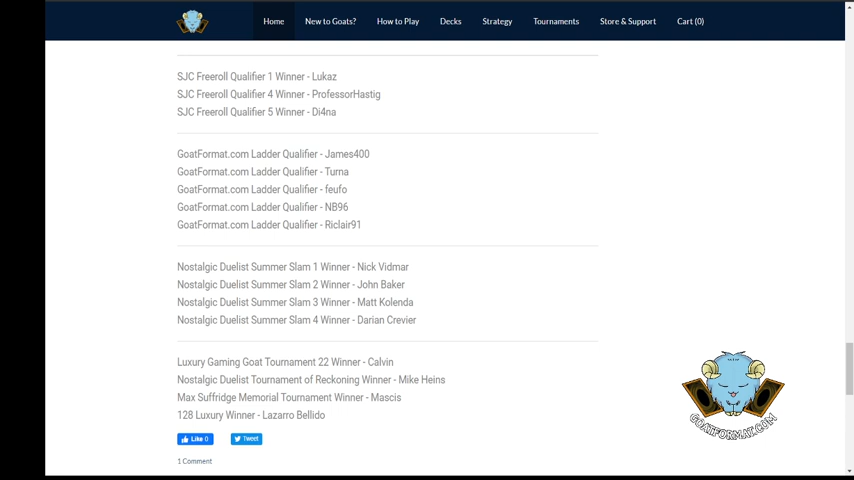 Home New to Goats? How to Play Decks Strategy Tournaments Store & Support Cart (0)
SJC Freeroll Qualifier 1 Winner - Lukaz
SJC Freeroll Qualifier 4 Winner - ProfessorHastig
SJC Freeroll Qualifier 5 Winner - Di4na
GoatFormat.com Ladder Qualifier - James400
GoatFormat.com Ladder Qualifier - Turna
GoatFormat.com Ladder Qualifier - feufo
GoatFormat.com Ladder Qualifier - NB96
GoatFormat.com Ladder Qualifier - Riclair91
Nostalgic Duelist Summer Slam 1 Winner - Nick Vidmar
Nostalgic Duelist Summer Slam 2 Winner - John Baker
Nostalgic Duelist Summer Slam 3 Winner - Matt Kolenda
Nostalgic Duelist Summer Slam 4 Winner - Darian Crevier
Luxury Gaming Goat Tournament 22 Winner - Calvin
Nostalgic Duelist Tournament of Reckoning Winner - Mike Heins
Max Suffridge Memorial Tournament Winner - Mascis
128 Luxury Winner - Lazarro Bellido
GOATFORMAT.COM
Like 0 Tweet
1 Comment